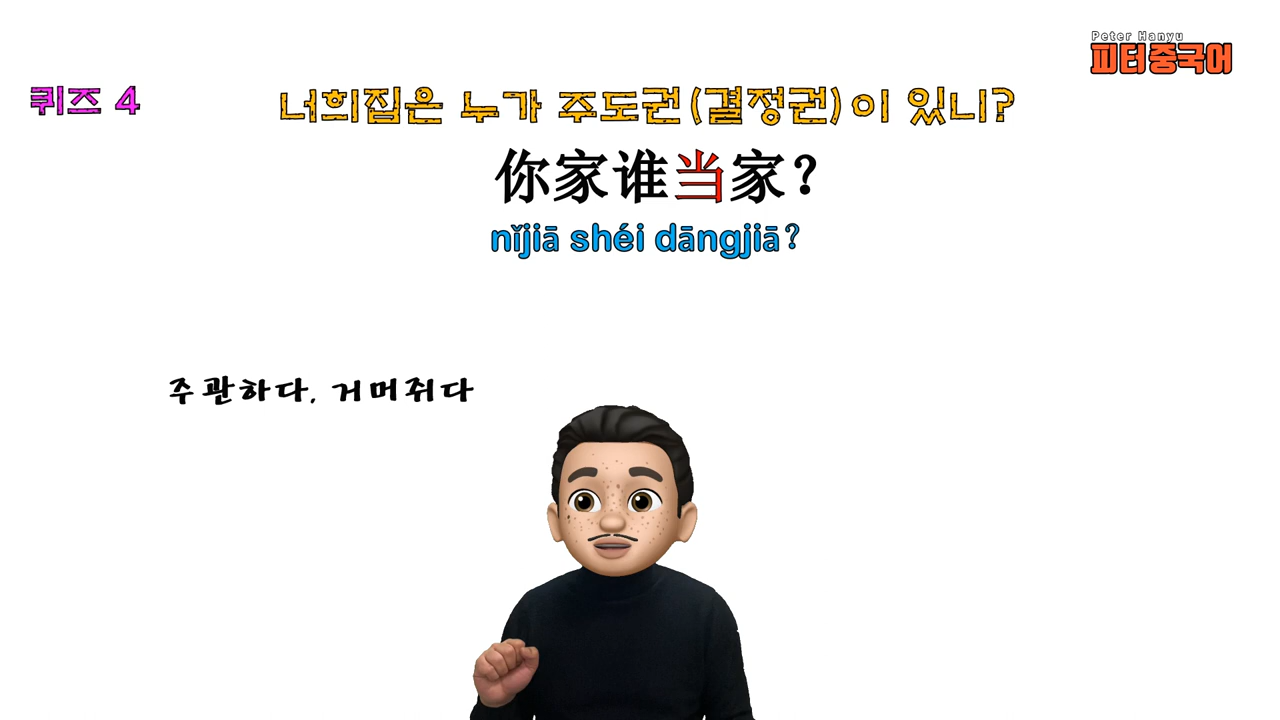 Peter Hanyu
피터중국어
퀴즈 4
너희집은 누가 주도권(결정권)이 있니?
你家谁当家？
nǐjiā shéi dāngjiā？
주관하다, 거머쥐다